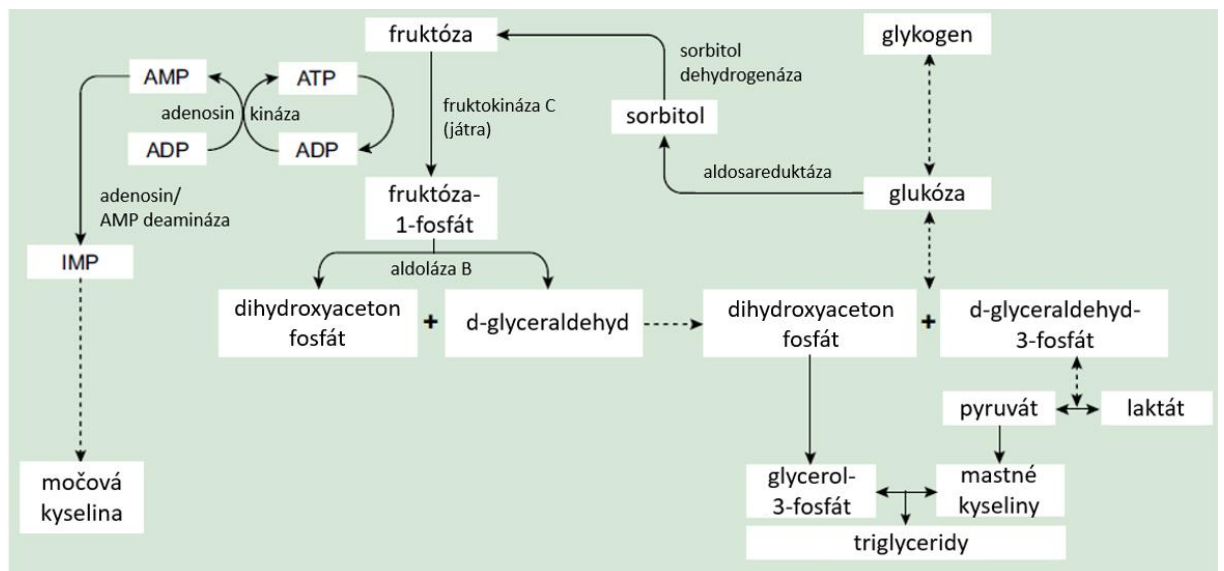 fruktóza
glykogen
sorbitol
dehydrogenáza
AMP
ATP
adenosin
kináza
fruktokináza C
(játra)
sorbitol
ADP
ADP
aldosareduktáza
glukóza
adenosin/
AMP deamináza
fruktóza-
1-fosfát
IMP
aldoláza B
dihydroxyaceton
fosfát
+
d-glyceraldehyd
dihydroxyaceton
fosfát
+
d-glyceraldehyd-
3-fosfát
pyruvát
laktát
močová
kyselina
glycerol-
3-fosfát
mastné
kyseliny
triglyceridy